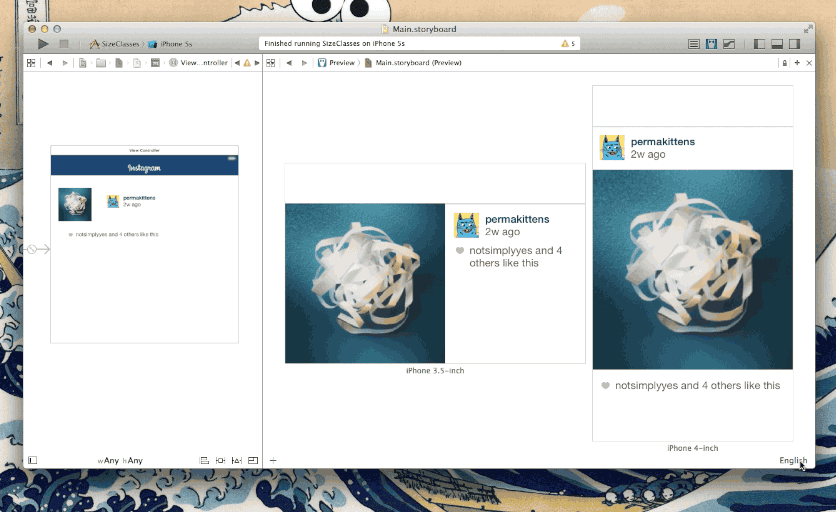 Main.storyboard
SizeClasses
iPhone 5s
Finished running SizeClasses on iPhone 5s
5
View...ntroller
Preview
Main.storyboard (Preview)
View Controller
Instagram
permakittens
2w ago
notsimplyyes and 4 others like this
permakittens
2w ago
notsimplyyes and 4
others like this
iPhone 3.5-inch
permakittens
2w ago
notsimplyyes and 4 others like this
iPhone 4-inch
wAny hAny
English